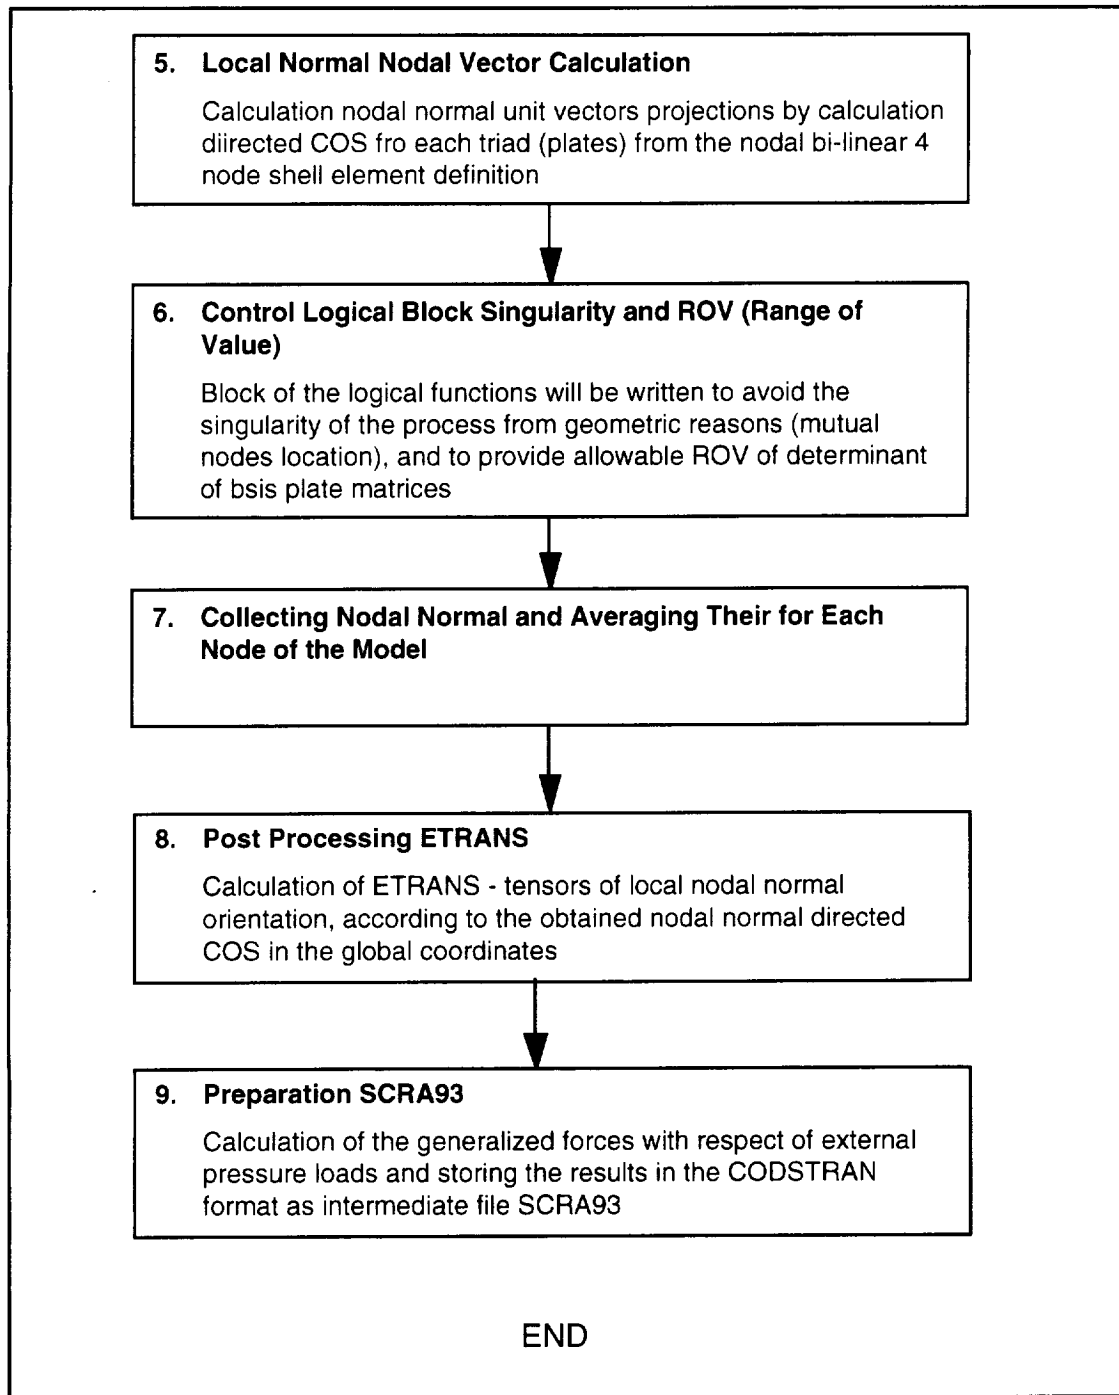 5. Local Normal Nodal Vector Calculation
Calculation nodal normal unit vectors projections by calculation
diirected COS fro each triad (plates) from the nodal bi-linear 4
node shell element definition
6. Control Logical Block Singularity and ROV (Range of
Value)
Block of the logical functions will be written to avoid the
singularity of the process from geometric reasons (mutual
nodes location), and to provide allowable ROV of determinant
of bsis plate matrices
7. Collecting Nodal Normal and Averaging Their for Each
Node of the Model
8. Post Processing ETRANS
Calculation of ETRANS - tensors of local nodal normal
orientation, according to the obtained nodal normal directed
COS in the global coordinates
9. Preparation SCRA93
Calculation of the generalized forces with respect of external
pressure loads and storing the results in the CODSTRAN
format as intermediate file SCRA93
END